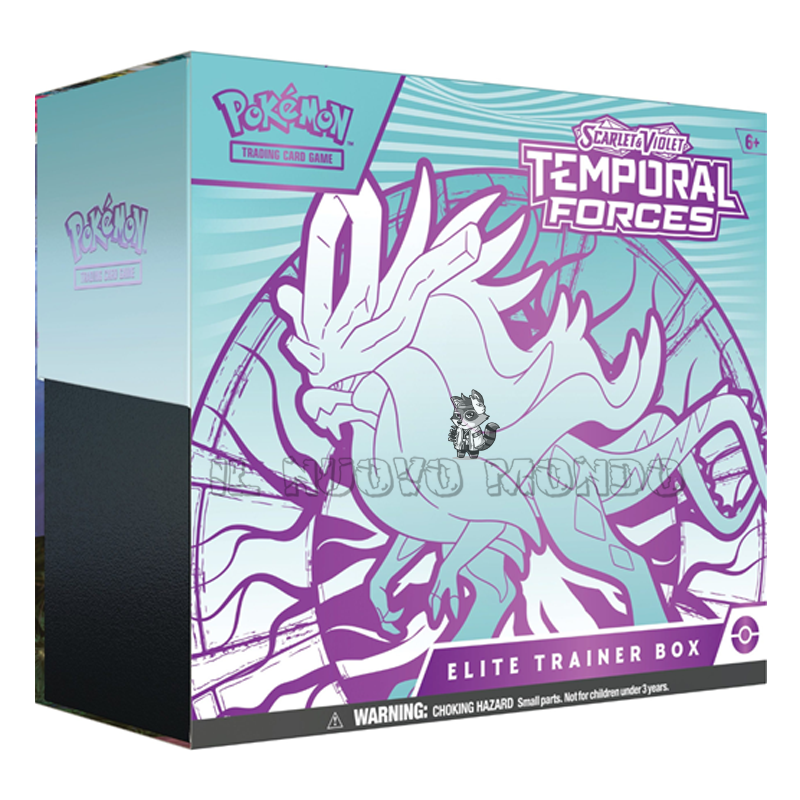 POKéMON
TRADING CARD GAME
POKéMON
TRADING CARD GAME
SCARLET & VIOLET
TEMPORAL
FORCES
6+
IL NUOVO MONDO
ELITE TRAINER BOX
WARNING: CHOKING HAZARD Small parts. Not for children under 3 years.